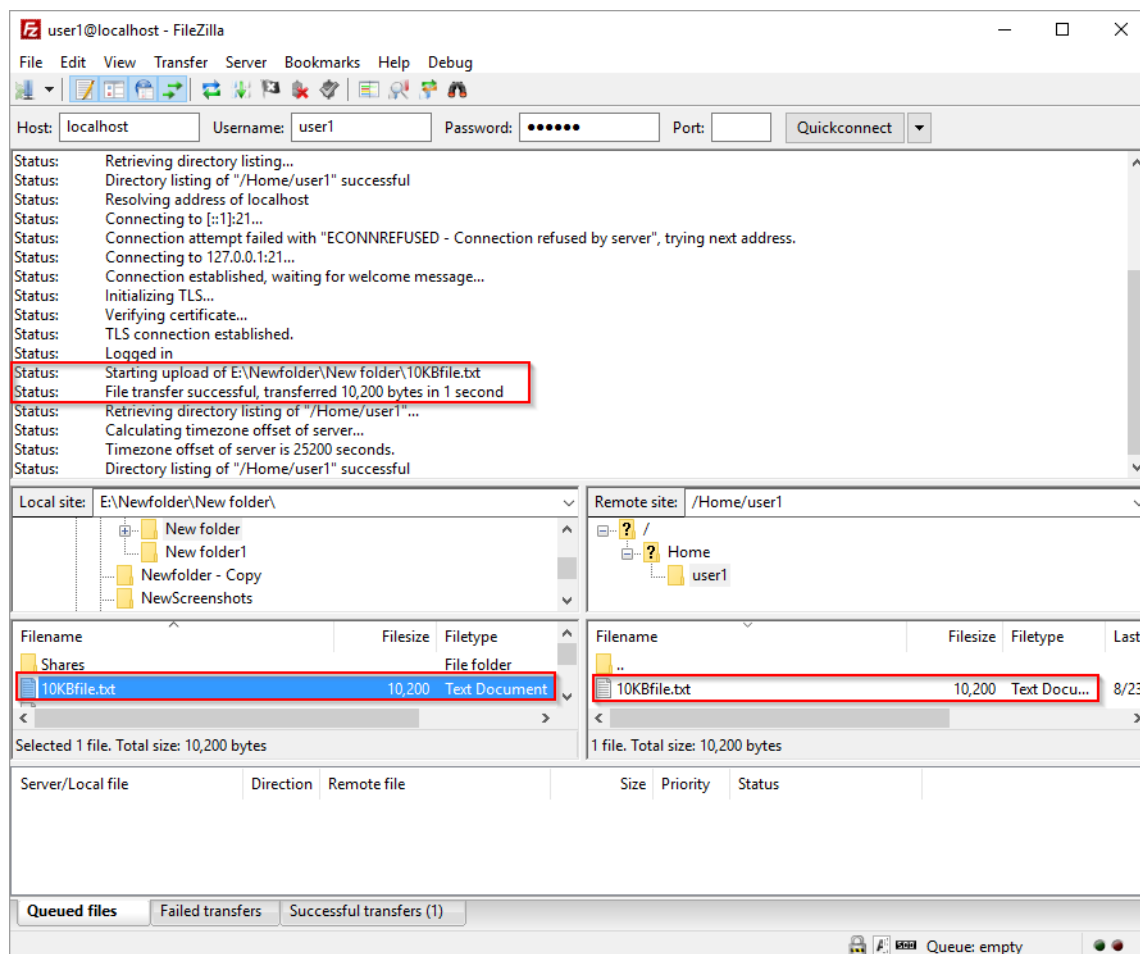 user1@localhost - FileZilla
File Edit View Transfer Server Bookmarks Help Debug
Host: localhost Username: user1 Password: ●●●●●● Port: Quickconnect
Status: Retrieving directory listing...
Status: Directory listing of "/Home/user1" successful
Status: Resolving address of localhost
Status: Connecting to [::1]:21...
Status: Connection attempt failed with "ECONNREFUSED - Connection refused by server", trying next address.
Status: Connecting to 127.0.0.1:21...
Status: Connection established, waiting for welcome message...
Status: Initializing TLS...
Status: Verifying certificate...
Status: TLS connection established.
Status: Logged in
Status: Starting upload of E:\Newfolder\New folder\10KBfile.txt
Status: File transfer successful, transferred 10,200 bytes in 1 second
Status: Retrieving directory listing of "/Home/user1"...
Status: Calculating timezone offset of server...
Status: Timezone offset of server is 25200 seconds.
Status: Directory listing of "/Home/user1" successful
Local site: E:\Newfolder\New folder\
New folder
New folder1
Newfolder - Copy
NewScreenshots
Remote site: /Home/user1
/
Home
user1
Filename Filesize Filetype
Shares File folder
10KBfile.txt 10,200 Text Document
Selected 1 file. Total size: 10,200 bytes
Filename Filesize Filetype Last
..
10KBfile.txt 10,200 Text Docu... 8/23
1 file. Total size: 10,200 bytes
Server/Local file Direction Remote file Size Priority Status
Queued files Failed transfers Successful transfers (1)
Queue: empty